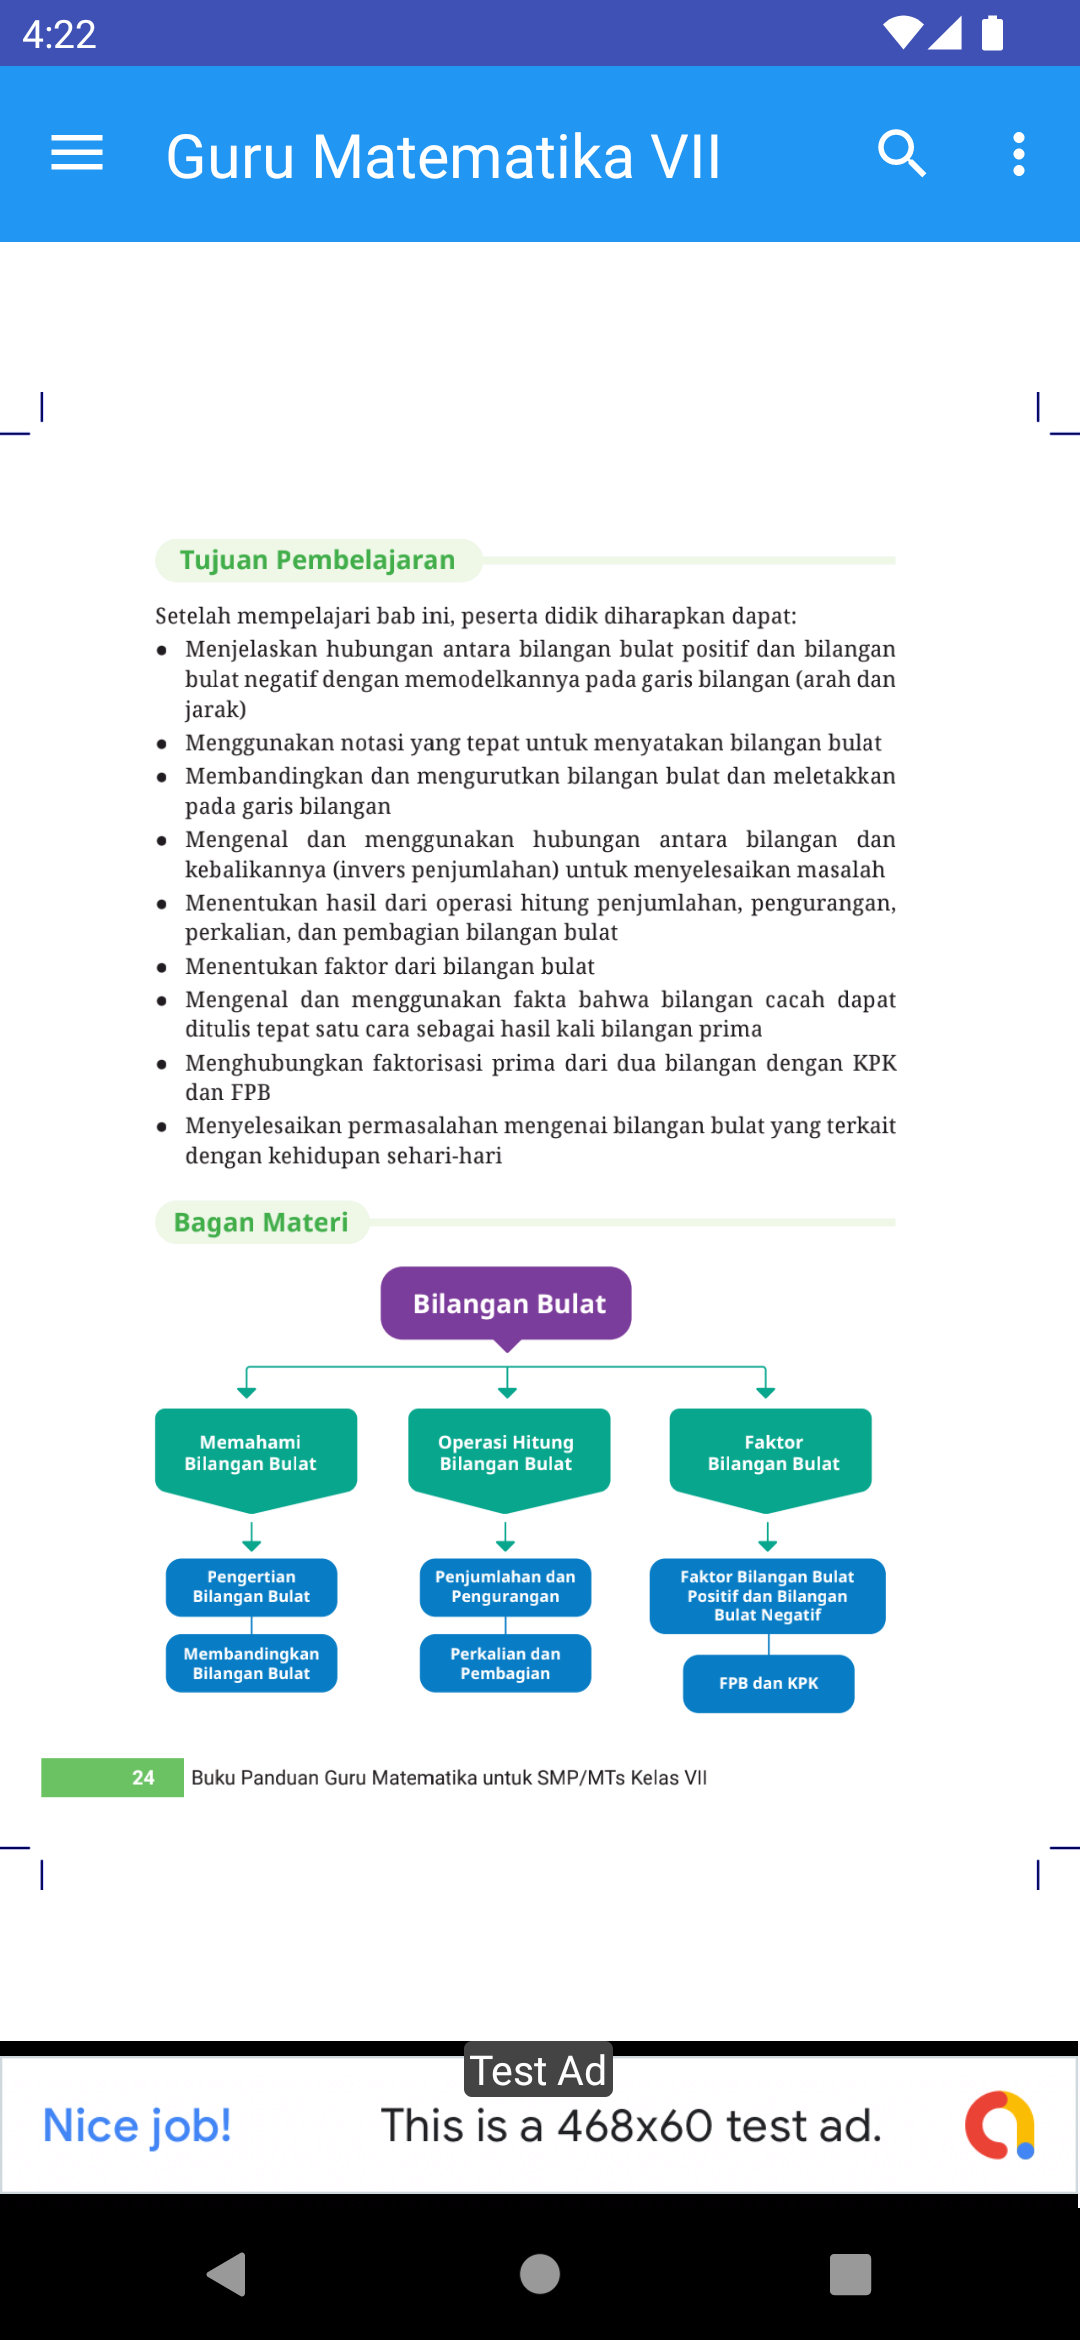 4:22
Guru Matematika VII
Tujuan Pembelajaran
Setelah mempelajari bab ini, peserta didik diharapkan dapat:
● Menjelaskan hubungan antara bilangan bulat positif dan bilangan
bulat negatif dengan memodelkannya pada garis bilangan (arah dan
jarak)
● Menggunakan notasi yang tepat untuk menyatakan bilangan bulat
● Membandingkan dan mengurutkan bilangan bulat dan meletakkan
pada garis bilangan
● Mengenal dan menggunakan hubungan antara bilangan dan
kebalikannya (invers penjumlahan) untuk menyelesaikan masalah
● Menentukan hasil dari operasi hitung penjumlahan, pengurangan,
perkalian, dan pembagian bilangan bulat
● Menentukan faktor dari bilangan bulat
● Mengenal dan menggunakan fakta bahwa bilangan cacah dapat
ditulis tepat satu cara sebagai hasil kali bilangan prima
● Menghubungkan faktorisasi prima dari dua bilangan dengan KPK
dan FPB
● Menyelesaikan permasalahan mengenai bilangan bulat yang terkait
dengan kehidupan sehari-hari
Bagan Materi
Bilangan Bulat
Memahami
Bilangan Bulat
Pengertian
Bilangan Bulat
Membandingkan
Bilangan Bulat
Operasi Hitung
Bilangan Bulat
Penjumlahan dan
Pengurangan
Perkalian dan
Pembagian
Faktor
Bilangan Bulat
Faktor Bilangan Bulat
Positif dan Bilangan
Bulat Negatif
FPB dan KPK
24 Buku Panduan Guru Matematika untuk SMP/MTs Kelas VII
Test Ad
Nice job! This is a 468x60 test ad.